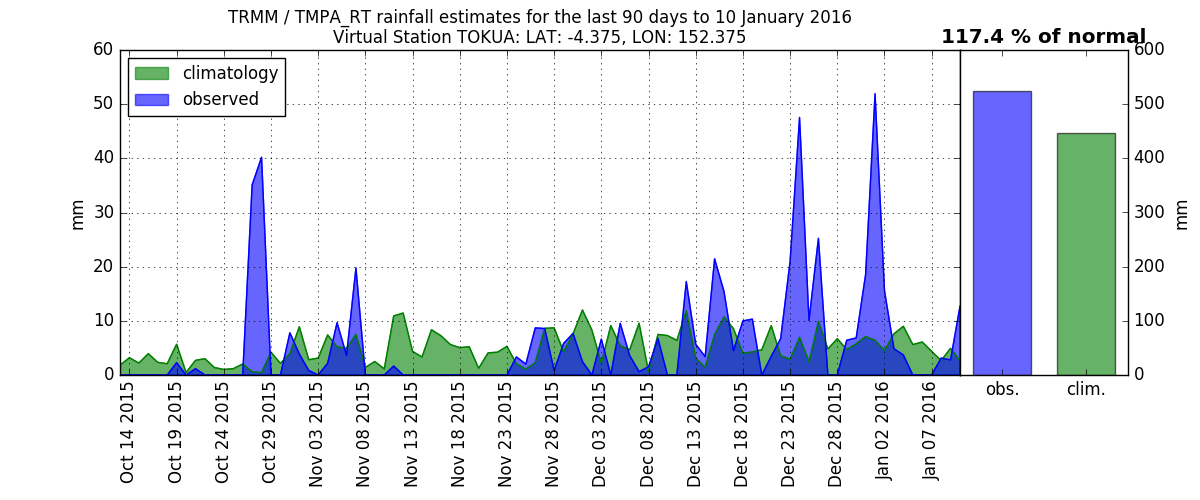 TRMM / TMPA_RT rainfall estimates for the last 90 days to 10 January 2016
Virtual Station TOKUA: LAT: -4.375, LON: 152.375
117.4 % of normal
climatology
observed
60
50
40
30
20
10
0
mm
Oct 14 2015
Oct 19 2015
Oct 24 2015
Oct 29 2015
Nov 03 2015
Nov 08 2015
Nov 13 2015
Nov 18 2015
Nov 23 2015
Nov 28 2015
Dec 03 2015
Dec 08 2015
Dec 13 2015
Dec 18 2015
Dec 23 2015
Dec 28 2015
Jan 02 2016
Jan 07 2016
600
500
400
300
200
100
0
mm
obs.
clim.